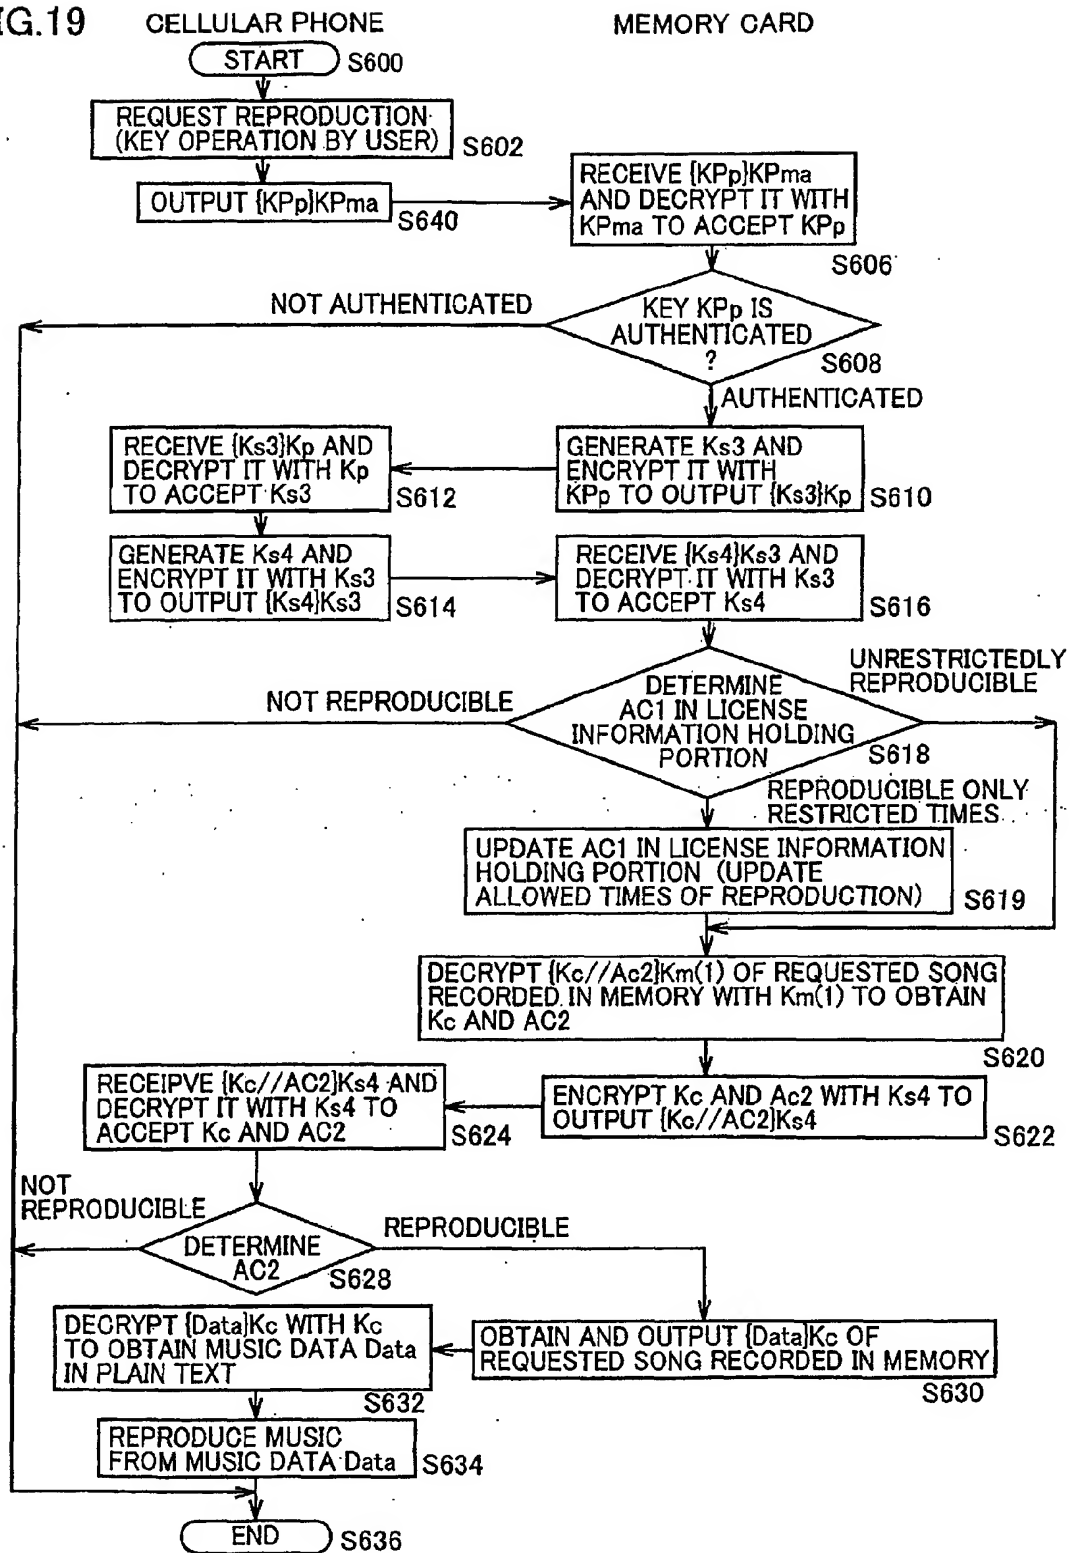 IG.19
CELLULAR PHONE
MEMORY CARD
START
S600
REQUEST REPRODUCTION
(KEY OPERATION BY USER)
S602
OUTPUT {KPp}KPma
S640
RECEIVE {KPp}KPma
AND DECRYPT IT WITH
KPma TO ACCEPT KPp
S606
NOT AUTHENTICATED
KEY KPp IS
AUTHENTICATED
?
S608
AUTHENTICATED
RECEIVE {Ks3}Kp AND
DECRYPT IT WITH Kp
TO ACCEPT Ks3
S612
GENERATE Ks3 AND
ENCRYPT IT WITH
KPp TO OUTPUT {Ks3}Kp
S610
GENERATE Ks4 AND
ENCRYPT IT WITH Ks3
TO OUTPUT {Ks4}Ks3
S614
RECEIVE {Ks4}Ks3 AND
DECRYPT IT WITH Ks3
TO ACCEPT Ks4
S616
NOT REPRODUCIBLE
DETERMINE
AC1 IN LICENSE
INFORMATION HOLDING
PORTION
S618
UNRESTRICTEDLY
REPRODUCIBLE
REPRODUCIBLE ONLY
RESTRICTED TIMES
UPDATE AC1 IN LICENSE INFORMATION
HOLDING PORTION (UPDATE
ALLOWED TIMES OF REPRODUCTION)
S619
DECRYPT {Kc//Ac2}Km(1) OF REQUESTED SONG
RECORDED IN MEMORY WITH Km(1) TO OBTAIN
Kc AND AC2
S620
RECEIPVE {Kc//AC2}Ks4 AND
DECRYPT IT WITH Ks4 TO
ACCEPT Kc AND AC2
S624
ENCRYPT Kc AND Ac2 WITH Ks4 TO
OUTPUT {Kc//AC2}Ks4
S622
NOT
REPRODUCIBLE
DETERMINE
AC2
S628
REPRODUCIBLE
DECRYPT {Data}Kc WITH Kc
TO OBTAIN MUSIC DATA Data
IN PLAIN TEXT
S632
OBTAIN AND OUTPUT {Data}Kc OF
REQUESTED SONG RECORDED IN MEMORY
S630
REPRODUCE MUSIC
FROM MUSIC DATA Data
S634
END
S636